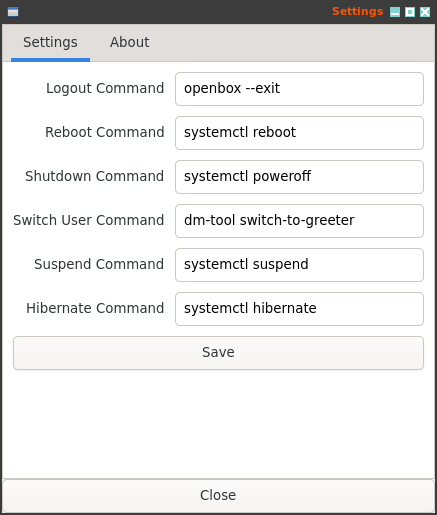 Settings
Settings About
Logout Command openbox --exit
Reboot Command systemctl reboot
Shutdown Command systemctl poweroff
Switch User Command dm-tool switch-to-greeter
Suspend Command systemctl suspend
Hibernate Command systemctl hibernate
Save
Close